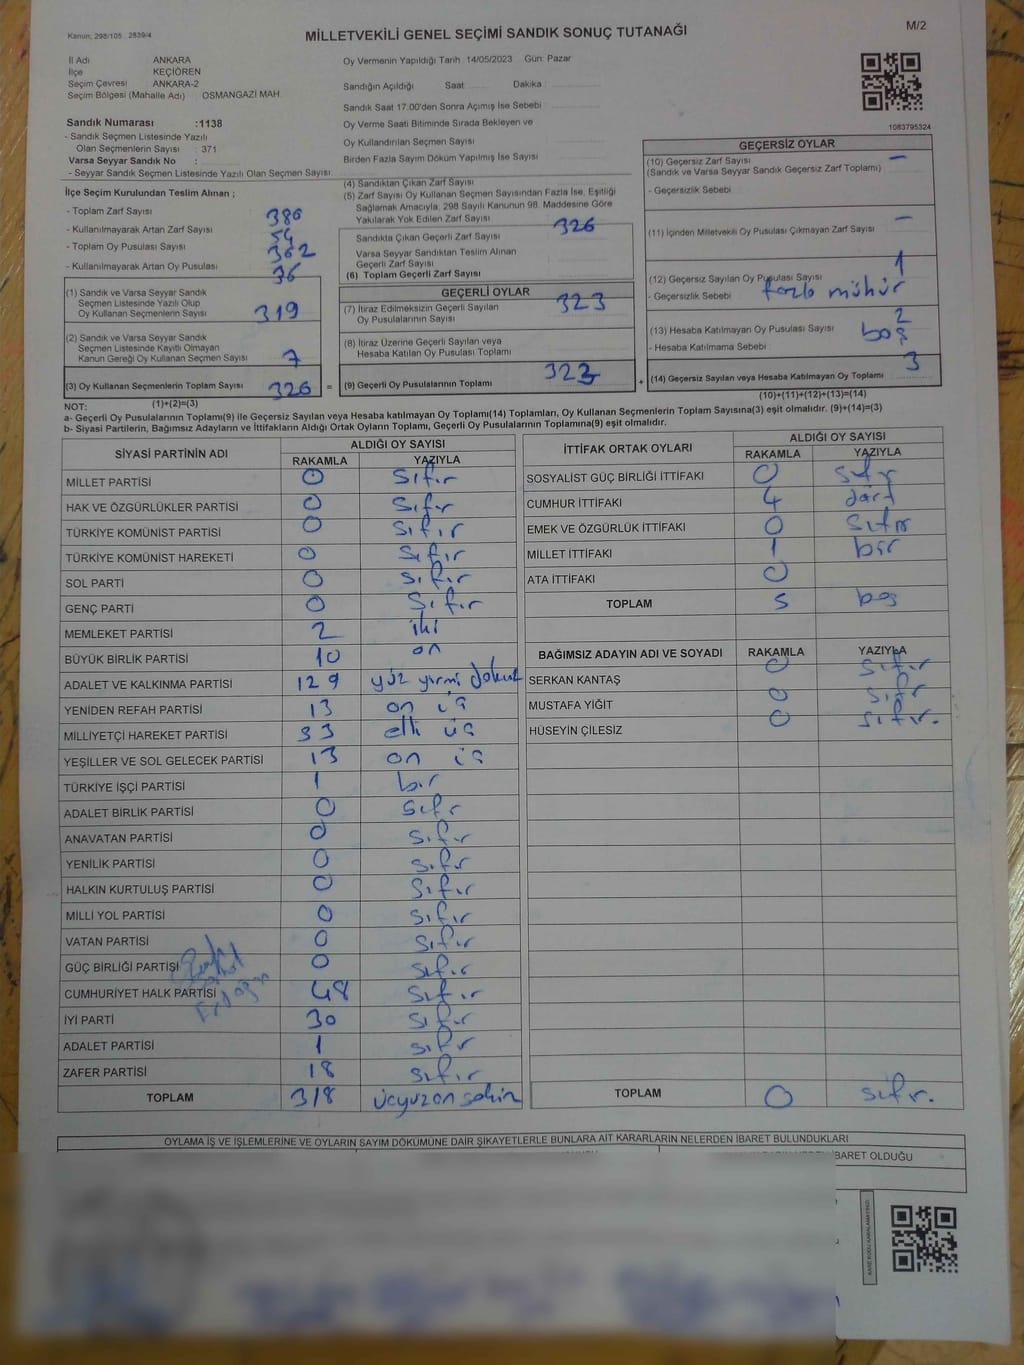 Kanun, 298/105 2839/4
MİLLETVEKİLİ GENEL SEÇİMİ SANDIK SONUÇ TUTANAĞI
M/2
İl Adı ANKARA
İlçe KEÇİÖREN
Seçim Çevresi ANKARA-2
Seçim Bölgesi (Mahalle Adı) OSMANGAZİ MAH.
Oy Vermenin Yapıldığı Tarih 14/05/2023 Gün: Pazar
Sandığın Açıldığı Saat Dakika
Sandık Saat 17.00'den Sonra Açılmış İse Sebebi
Oy Verme Saati Bitiminde Sırada Bekleyen ve
Oy Kullandırılan Seçmen Sayısı
Birden Fazla Sayım Döküm Yapılmış İse Sayısı
1083795324
Sandık Numarası :1138
- Sandık Seçmen Listesinde Yazılı
Olan Seçmenlerin Sayısı : 371
Varsa Seyyar Sandık No :
- Seyyar Sandık Seçmen Listesinde Yazılı Olan Seçmen Sayısı:
İlçe Seçim Kurulundan Teslim Alınan ;
- Toplam Zarf Sayısı 380
- Kullanılmayarak Artan Zarf Sayısı 54
- Toplam Oy Pusulası Sayısı 362
- Kullanılmayarak Artan Oy Pusulası 36
(1) Sandık ve Varsa Seyyar Sandık
Seçmen Listesinde Yazılı Olup
Oy Kullanan Seçmenlerin Sayısı 319
(2) Sandık ve Varsa Seyyar Sandık
Seçmen Listesinde Kayıtlı Olmayan
Kanun Gereği Oy Kullanan Seçmen Sayısı 7
(3) Oy Kullanan Seçmenlerin Toplam Sayısı 326 =
(1)+(2)=(3)
(4) Sandıktan Çıkan Zarf Sayısı
(5) Zarf Sayısı Oy Kullanan Seçmen Sayısından Fazla İse, Eşitliği
Sağlamak Amacıyla, 298 Sayılı Kanunun 98. Maddesine Göre
Yakılarak Yok Edilen Zarf Sayısı
Sandıkta Çıkan Geçerli Zarf Sayısı 326
Varsa Seyyar Sandıktan Teslim Alınan
Geçerli Zarf Sayısı
(6) Toplam Geçerli Zarf Sayısı
GEÇERLİ OYLAR
(7) İtiraz Edilmeksizin Geçerli Sayılan
Oy Pusulalarının Sayısı 323
(8) İtiraz Üzerine Geçerli Sayılan veya
Hesaba Katılan Oy Pusulası Toplamı
(9) Geçerli Oy Pusulalarının Toplamı 323 +
GEÇERSİZ OYLAR
(10) Geçersiz Zarf Sayısı –
(Sandık ve Varsa Seyyar Sandık Geçersiz Zarf Toplamı)
- Geçersizlik Sebebi
(11) İçinden Milletvekili Oy Pusulası Çıkmayan Zarf Sayısı –
(12) Geçersiz Sayılan Oy Pusulası Sayısı 1
- Geçersizlik Sebebi fazla mühür
(13) Hesaba Katılmayan Oy Pusulası Sayısı 2
- Hesaba Katılmama Sebebi boş
(14) Geçersiz Sayılan veya Hesaba Katılmayan Oy Toplamı 3
(10)+(11)+(12)+(13)=(14)
NOT:
a- Geçerli Oy Pusulalarının Toplamı(9) ile Geçersiz Sayılan veya Hesaba katılmayan Oy Toplamı(14) Toplamları, Oy Kullanan Seçmenlerin Toplam Sayısına(3) eşit olmalıdır. (9)+(14)=(3)
b- Siyasi Partilerin, Bağımsız Adayların ve İttifakların Aldığı Ortak Oyların Toplamı, Geçerli Oy Pusulalarının Toplamına(9) eşit olmalıdır.
SİYASİ PARTİNİN ADI ALDIĞI OY SAYISI
RAKAMLA YAZIYLA
MİLLET PARTİSİ 0 sıfır
HAK VE ÖZGÜRLÜKLER PARTİSİ 0 sıfır
TÜRKİYE KOMÜNİST PARTİSİ 0 sıfır
TÜRKİYE KOMÜNİST HAREKETİ 0 sıfır
SOL PARTİ 0 sıfır
GENÇ PARTİ 0 sıfır
MEMLEKET PARTİSİ 2 iki
BÜYÜK BİRLİK PARTİSİ 10 on
ADALET VE KALKINMA PARTİSİ 129 yüz yirmi dokuz
YENİDEN REFAH PARTİSİ 13 on üç
MİLLİYETÇİ HAREKET PARTİSİ 53 elli üç
YEŞİLLER VE SOL GELECEK PARTİSİ 13 on üç
TÜRKİYE İŞÇİ PARTİSİ 1 bir
ADALET BİRLİK PARTİSİ 0 sıfır
ANAVATAN PARTİSİ 0 sıfır
YENİLİK PARTİSİ 0 sıfır
HALKIN KURTULUŞ PARTİSİ 0 sıfır
MİLLİ YOL PARTİSİ 0 sıfır
VATAN PARTİSİ 0 sıfır
GÜÇ BİRLİĞİ PARTİSİ 0 sıfır
CUMHURİYET HALK PARTİSİ 48 sıfır
İYİ PARTİ 30 sıfır
ADALET PARTİSİ 1 sıfır
ZAFER PARTİSİ 18 sıfır
TOPLAM 318 üçyüzonsekiz
İTTİFAK ORTAK OYLARI ALDIĞI OY SAYISI
RAKAMLA YAZIYLA
SOSYALİST GÜÇ BİRLİĞİ İTTİFAKI 0 sıfır
CUMHUR İTTİFAKI 4 dört
EMEK VE ÖZGÜRLÜK İTTİFAKI 0 sıfır
MİLLET İTTİFAKI 1 bir
ATA İTTİFAKI 0
TOPLAM 5 beş
BAĞIMSIZ ADAYIN ADI VE SOYADI RAKAMLA YAZIYLA
SERKAN KANTAŞ 0 sıfır
MUSTAFA YİĞİT 0 sıfır
HÜSEYİN ÇİLESİZ 0 sıfır.
TOPLAM 0 sıfır.
OYLAMA İŞ VE İŞLEMLERİNE VE OYLARIN SAYIM DÖKÜMÜNE DAİR ŞİKAYETLERLE BUNLARA AİT KARARLARIN NELERDEN İBARET BULUNDUKLARI
BARET OLDUĞU